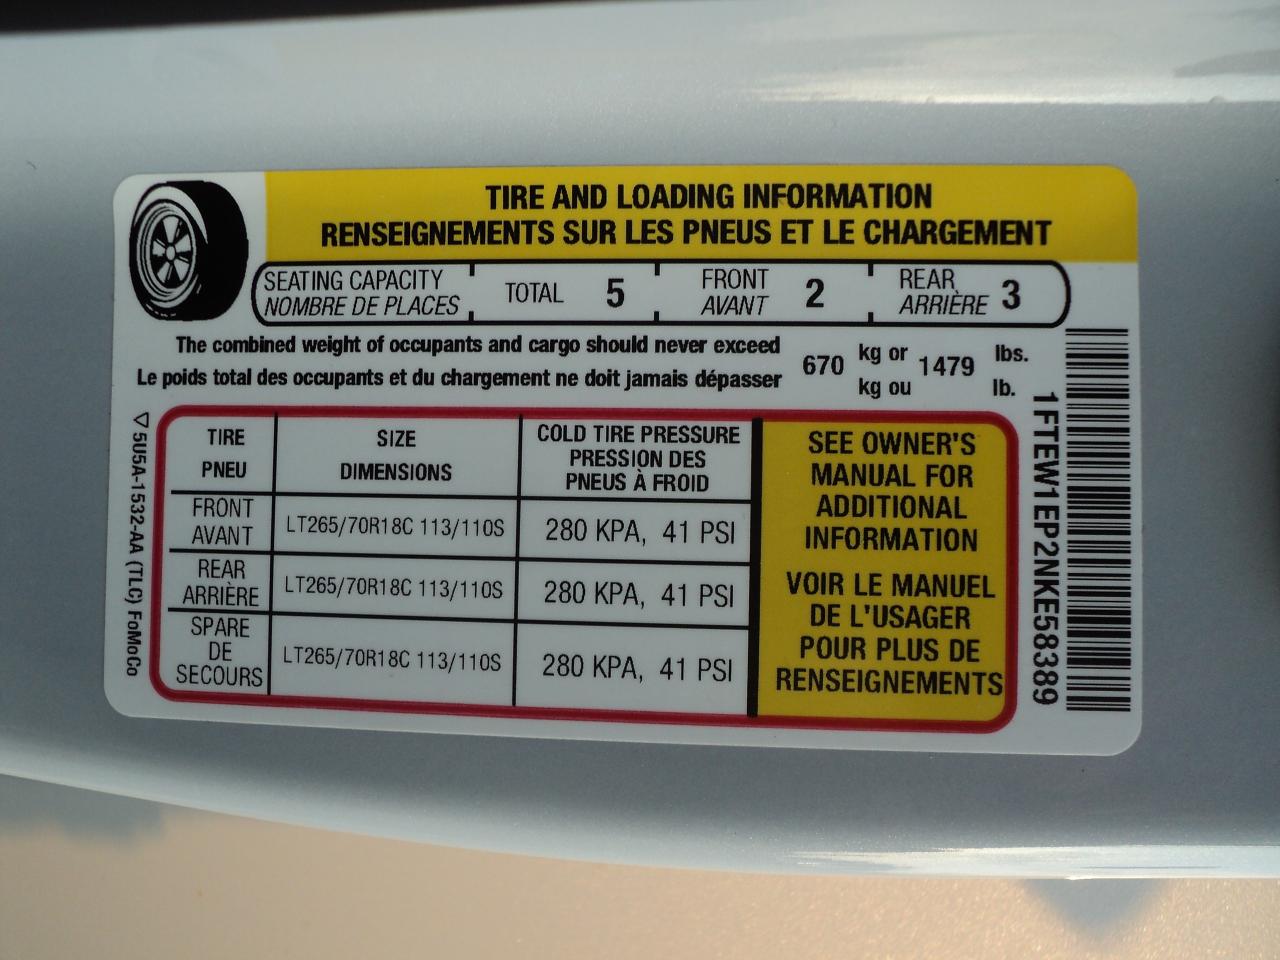 TIRE AND LOADING INFORMATION
RENSEIGNEMENTS SUR LES PNEUS ET LE CHARGEMENT
SEATING CAPACITY
NOMBRE DE PLACES
TOTAL 5
FRONT
AVANT
2
REAR
ARRIÈRE
3
The combined weight of occupants and cargo should never exceed
Le poids total des occupants et du chargement ne doit jamais dépasser
670
kg or
kg ou
1479
lbs.
lb.
TIRE
PNEU
SIZE
DIMENSIONS
COLD TIRE PRESSURE
PRESSION DES
PNEUS À FROID
FRONT
AVANT
LT265/70R18C 113/110S
280 KPA, 41 PSI
REAR
ARRIÈRE
LT265/70R18C 113/110S
280 KPA, 41 PSI
SPARE
DE
SECOURS
LT265/70R18C 113/110S
280 KPA, 41 PSI
SEE OWNER'S
MANUAL FOR
ADDITIONAL
INFORMATION
VOIR LE MANUEL
DE L'USAGER
POUR PLUS DE
RENSEIGNEMENTS
5U5A-1532-AA (TLC) FoMoCo
1FTEW1EP2NKE58389